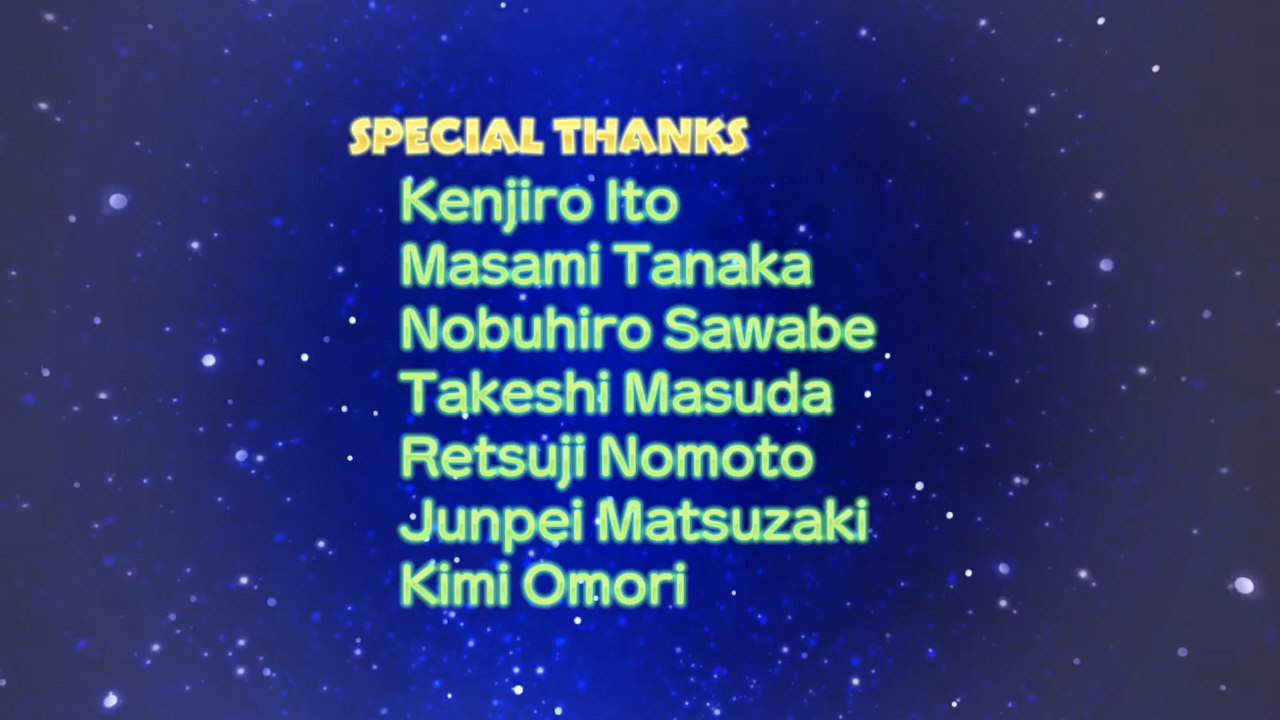 SPECIAL THANKS
Kenjiro Ito
Masami Tanaka
Nobuhiro Sawabe
Takeshi Masuda
Retsuji Nomoto
Junpei Matsuzaki
Kimi Omori